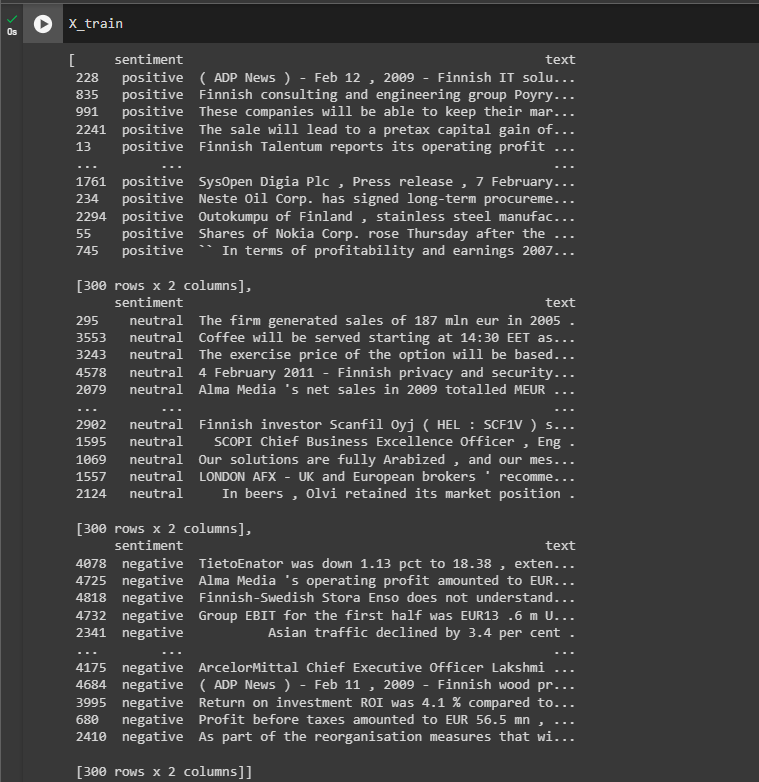 X_train
0s
[ sentiment text
228 positive ( ADP News ) - Feb 12 , 2009 - Finnish IT solu...
835 positive Finnish consulting and engineering group Poyry...
991 positive These companies will be able to keep their mar...
2241 positive The sale will lead to a pretax capital gain of...
13 positive Finnish Talentum reports its operating profit ...
... ... ...
1761 positive SysOpen Digia Plc , Press release , 7 February...
234 positive Neste Oil Corp. has signed long-term procureme...
2294 positive Outokumpu of Finland , stainless steel manufac...
55 positive Shares of Nokia Corp. rose Thursday after the ...
745 positive `` In terms of profitability and earnings 2007...
[300 rows x 2 columns],
sentiment text
295 neutral The firm generated sales of 187 mln eur in 2005 .
3553 neutral Coffee will be served starting at 14:30 EET as...
3243 neutral The exercise price of the option will be based...
4578 neutral 4 February 2011 - Finnish privacy and security...
2079 neutral Alma Media 's net sales in 2009 totalled MEUR ...
... ... ...
2902 neutral Finnish investor Scanfil Oyj ( HEL : SCF1V ) s...
1595 neutral SCOPI Chief Business Excellence Officer , Eng .
1069 neutral Our solutions are fully Arabized , and our mes...
1557 neutral LONDON AFX - UK and European brokers ' recomme...
2124 neutral In beers , Olvi retained its market position .
[300 rows x 2 columns],
sentiment text
4078 negative TietoEnator was down 1.13 pct to 18.38 , exten...
4725 negative Alma Media 's operating profit amounted to EUR...
4818 negative Finnish-Swedish Stora Enso does not understand...
4732 negative Group EBIT for the first half was EUR13 .6 m U...
2341 negative Asian traffic declined by 3.4 per cent .
... ... ...
4175 negative ArcelorMittal Chief Executive Officer Lakshmi ...
4684 negative ( ADP News ) - Feb 11 , 2009 - Finnish wood pr...
3995 negative Return on investment ROI was 4.1 % compared to...
680 negative Profit before taxes amounted to EUR 56.5 mn , ...
2410 negative As part of the reorganisation measures that wi...
[300 rows x 2 columns]]